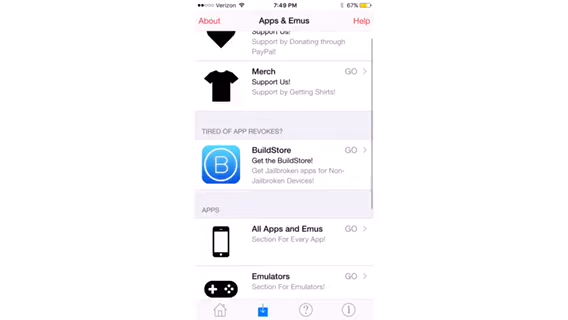 Verizon 7:49 PM 67%
About Apps & Emus Help
Support Us!
Support by Donating through
PayPal!
Merch GO
Support Us!
Support by Getting Shirts!
TIRED OF APP REVOKES?
BuildStore GO
Get the BuildStore!
Get Jailbroken apps for Non-
Jailbroken Devices!
B
APPS
All Apps and Emus GO
Section For Every App!
Emulators GO
Section For Emulators!